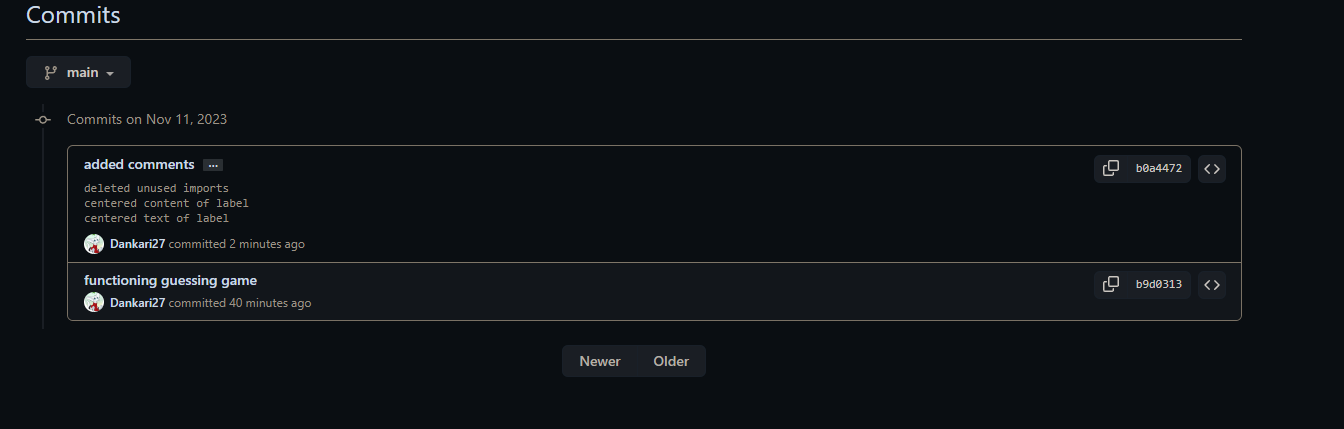 Commits
main
Commits on Nov 11, 2023
added comments ...
b0a4472
deleted unused imports
centered content of label
centered text of label
Dankari27 committed 2 minutes ago
functioning guessing game
b9d0313
Dankari27 committed 40 minutes ago
Newer Older